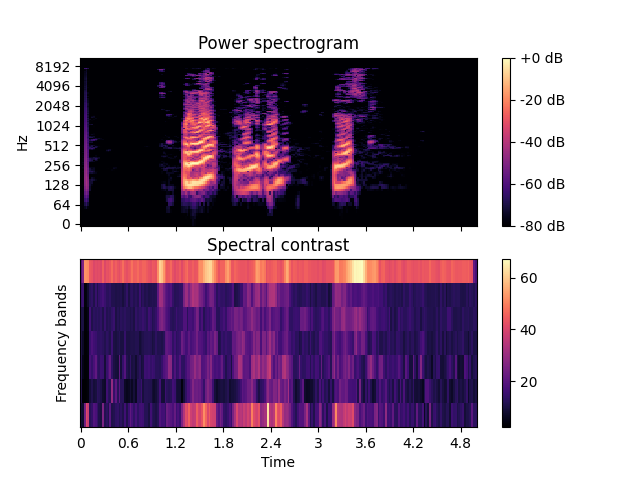 Power spectrogram
Hz
8192
4096
2048
1024
512
256
128
64
0
+0 dB
-20 dB
-40 dB
-60 dB
-80 dB
Spectral contrast
Frequency bands
60
40
20
0 0.6 1.2 1.8 2.4 3 3.6 4.2 4.8
Time